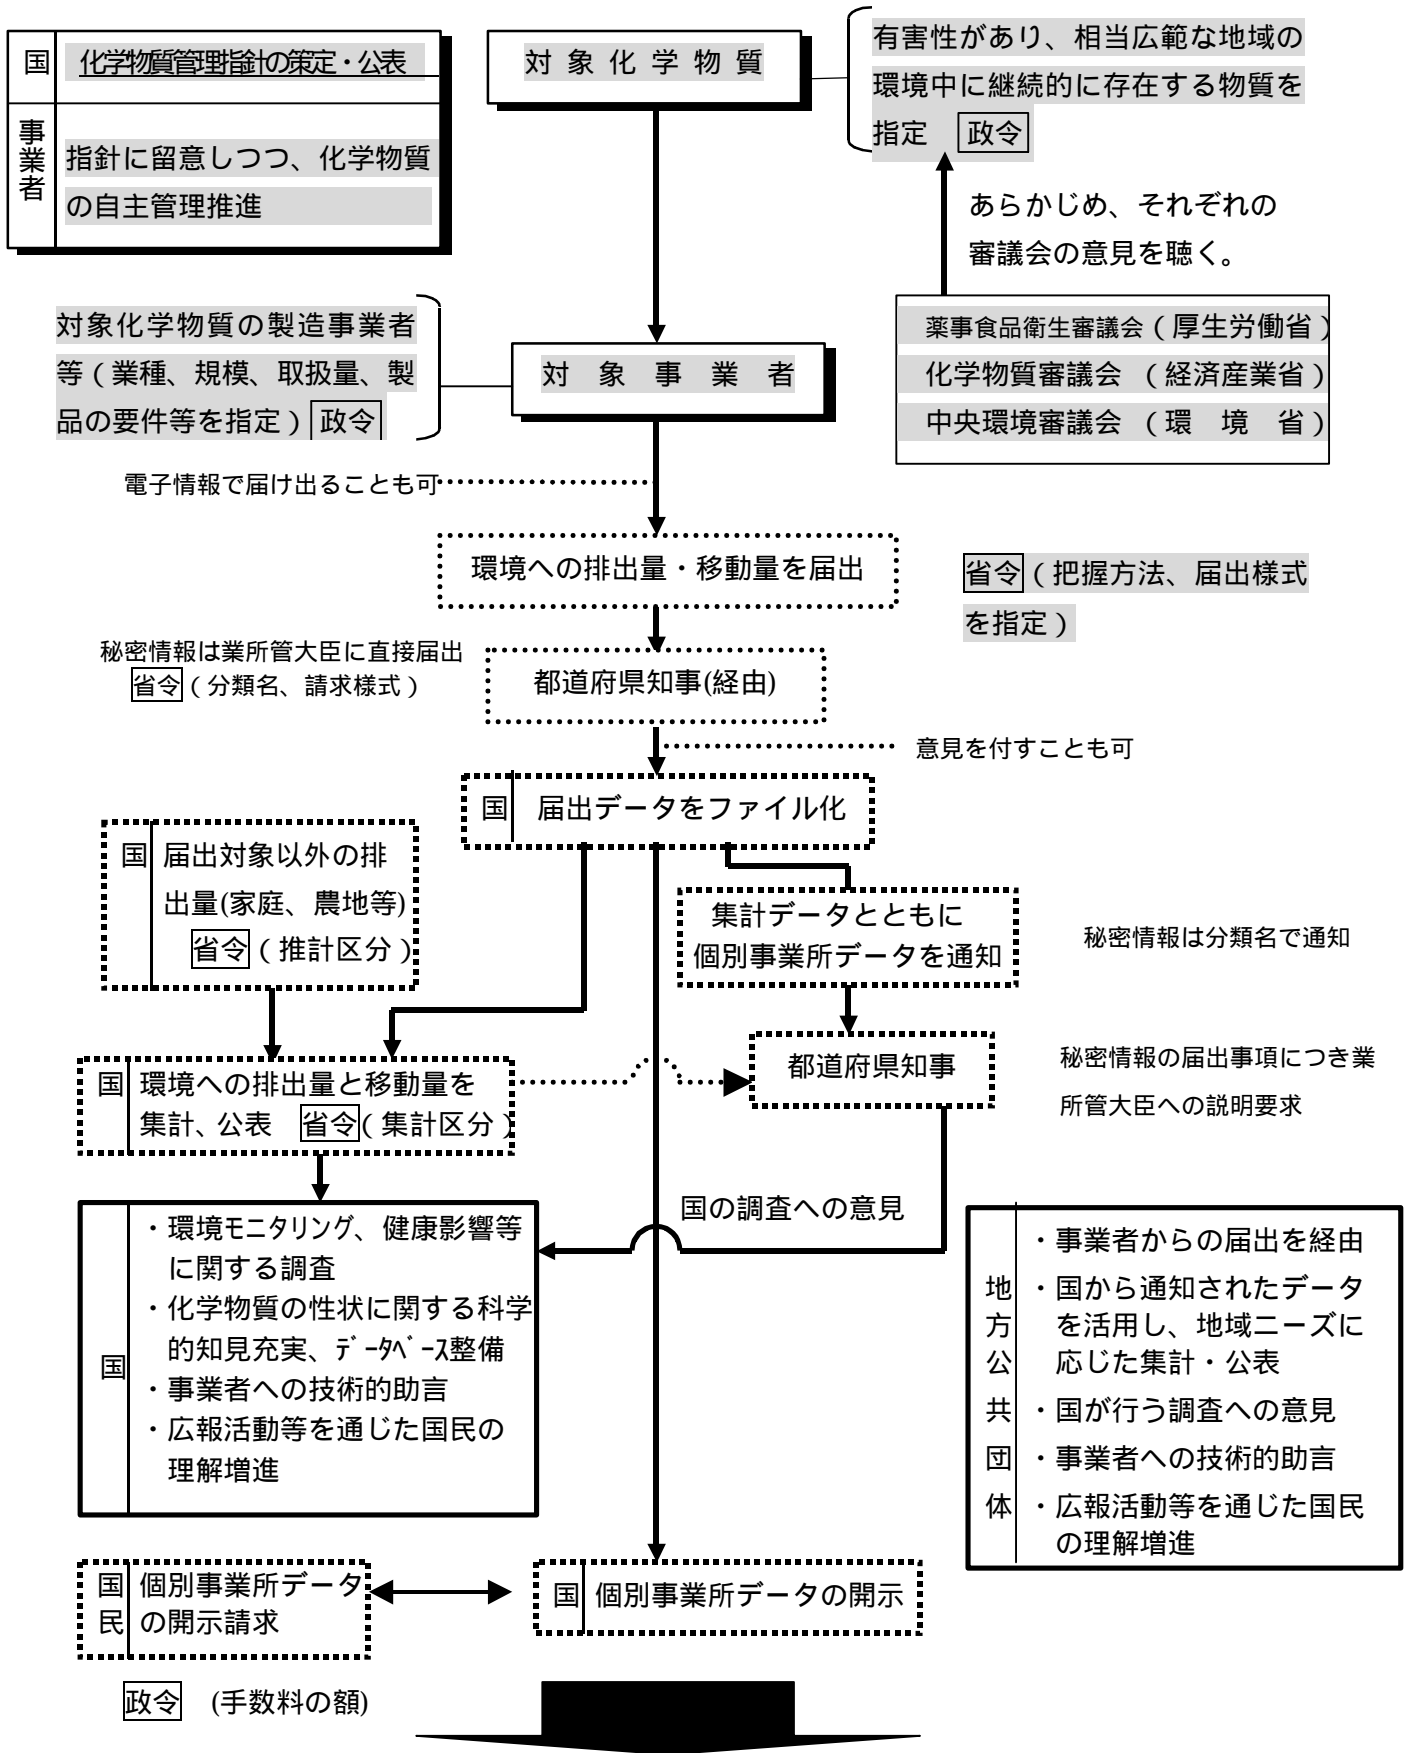 国
化学物質管理指針の策定・公表
事業者
指針に留意しつつ、化学物質
の自主管理推進
対象化学物質
有害性があり、相当広範な地域の
環境中に継続的に存在する物質を
指定 政令
あらかじめ、それぞれの
審議会の意見を聴く。
薬事食品衛生審議会（厚生労働省）
化学物質審議会 （経済産業省）
中央環境審議会 （環 境 省）
対象化学物質の製造事業者
等（業種、規模、取扱量、製
品の要件等を指定）政令
対 象 事 業 者
電子情報で届け出ることも可
環境への排出量・移動量を届出
省令（把握方法、届出様式
を指定）
秘密情報は業所管大臣に直接届出
省令（分類名、請求様式）
都道府県知事(経由)
意見を付すことも可
国 届出データをファイル化
国 届出対象以外の排
出量(家庭、農地等)
省令（推計区分）
集計データとともに
個別事業所データを通知
秘密情報は分類名で通知
国 環境への排出量と移動量を
集計、公表 省令（集計区分）
都道府県知事
秘密情報の届出事項につき業
所管大臣への説明要求
国の調査への意見
国
・環境モニタリング、健康影響等
に関する調査
・化学物質の性状に関する科学
的知見充実、ﾃﾞｰﾀﾍﾞｰｽ整備
・事業者への技術的助言
・広報活動等を通じた国民の
理解増進
地方公共団体
・事業者からの届出を経由
・国から通知されたデータ
を活用し、地域ニーズに
応じた集計・公表
・国が行う調査への意見
・事業者への技術的助言
・広報活動等を通じた国民
の理解増進
国民
個別事業所データ
の開示請求
国 個別事業所データの開示
政令 (手数料の額)